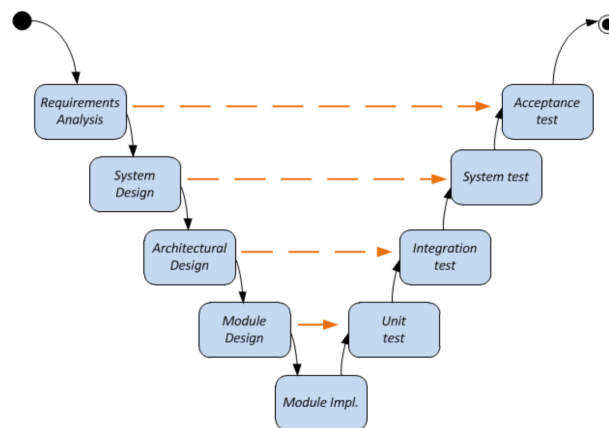 Requirements
Analysis
Acceptance
test
System
Design
System test
Architectural
Design
Integration
test
Module
Design
Unit
test
Module Impl.